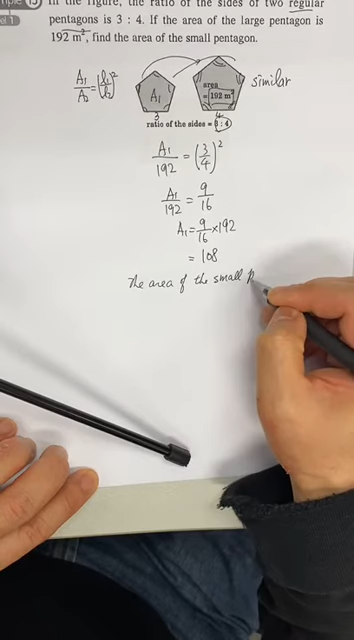 In the figure, the ratio of the sides of two regular
pentagons is 3 : 4. If the area of the large pentagon is
192 m², find the area of the small pentagon.
A₁/A₂ = (l₁/l₂)²
A₁
area
= 192 m²
similar
3
4
ratio of the sides = 3 : 4
A₁/192 = (3/4)²
A₁/192 = 9/16
A₁ = 9/16 × 192
= 108
The area of the small p